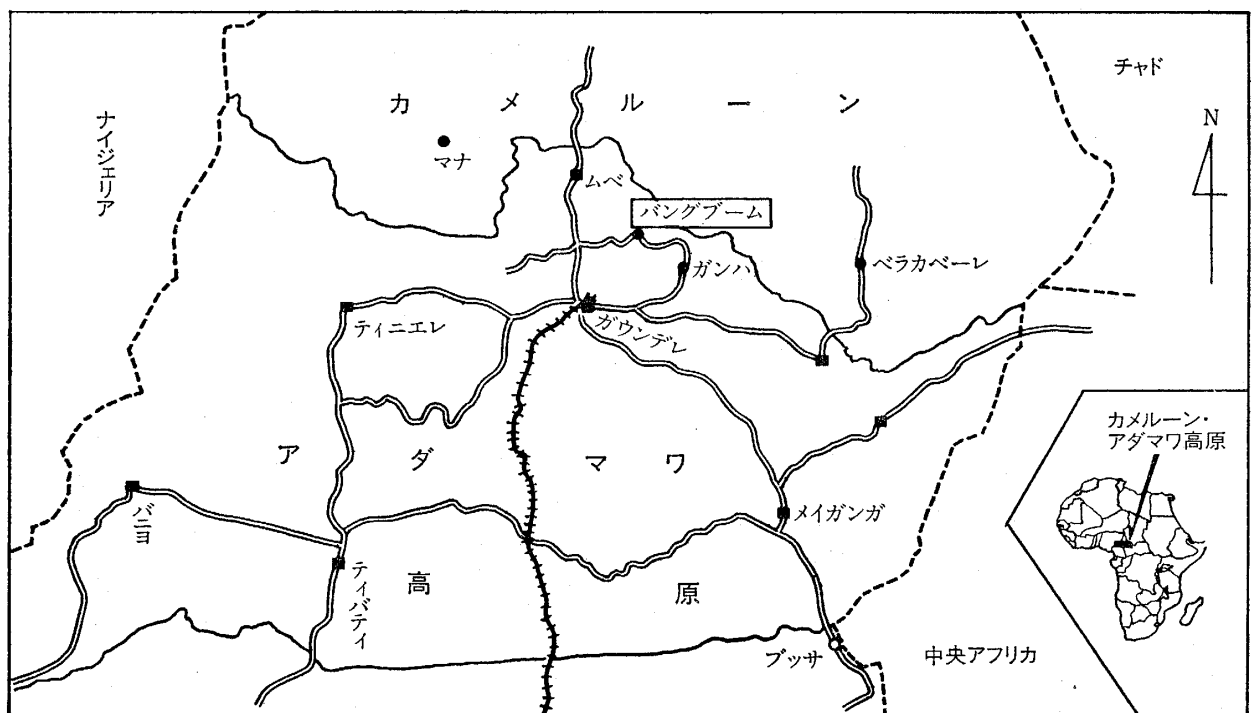 カメルーン
チャド
ナイジェリア
N
マナ
ムベ
バングブーム
ガンハ
ベラカベーレ
ティニエレ
ガウンデレ
カメルーン・
アダマワ高原
アダマワ
バニヨ
メイガンガ
ティバティ
高原
ブッサ
中央アフリカ